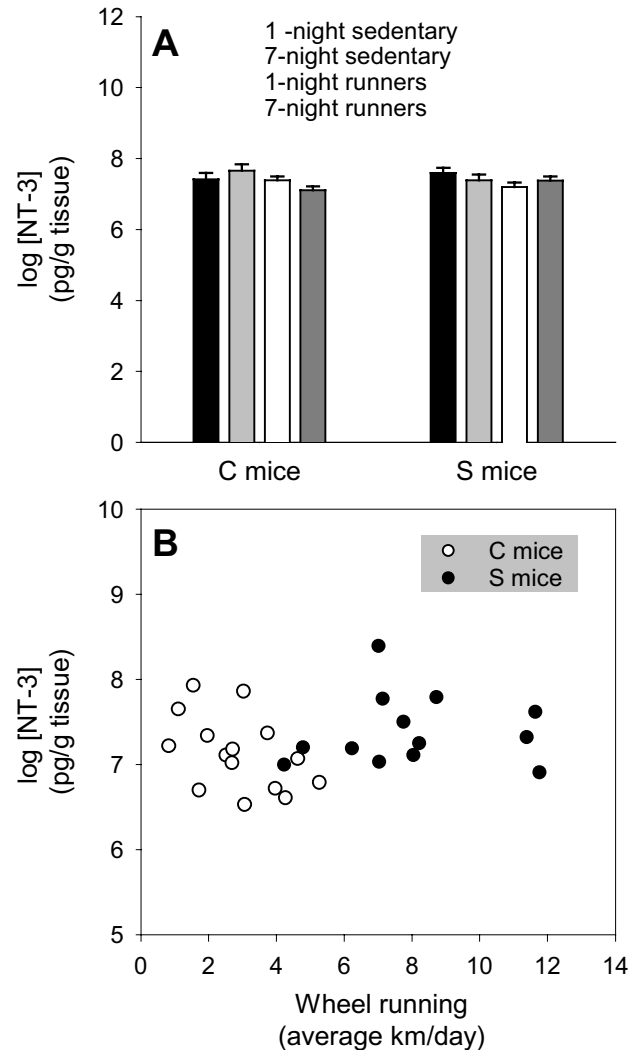 A
1 -night sedentary
7-night sedentary
1-night runners
7-night runners
12
10
8
6
4
2
0
log [NT-3]
(pg/g tissue)
C mice
S mice
B
C mice
S mice
10
9
8
7
6
5
log [NT-3]
(pg/g tissue)
0 2 4 6 8 10 12 14
Wheel running
(average km/day)